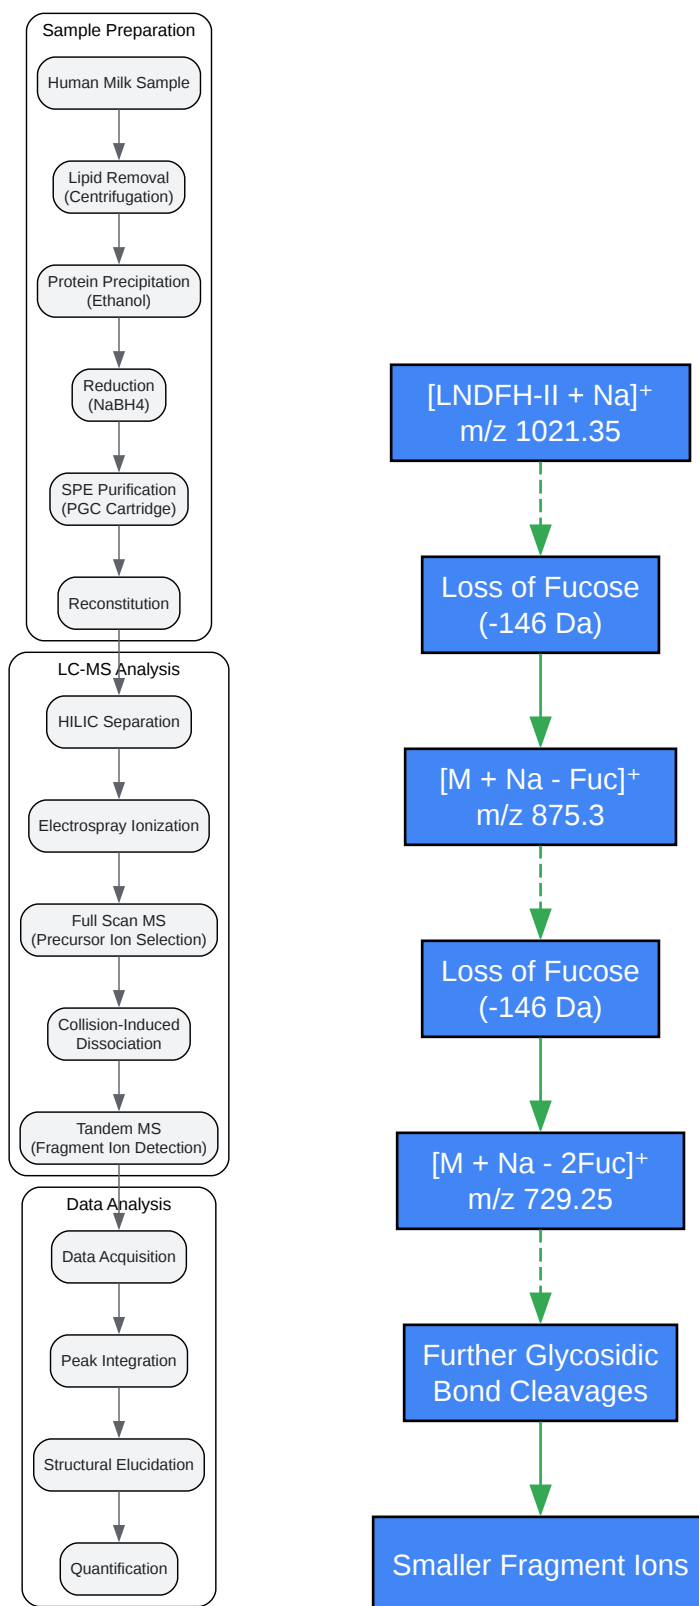 Sample Preparation
Human Milk Sample
Lipid Removal
(Centrifugation)
Protein Precipitation
(Ethanol)
Reduction
(NaBH4)
SPE Purification
(PGC Cartridge)
Reconstitution
LC-MS Analysis
HILIC Separation
Electrospray Ionization
Full Scan MS
(Precursor Ion Selection)
Collision-Induced
Dissociation
Tandem MS
(Fragment Ion Detection)
Data Analysis
Data Acquisition
Peak Integration
Structural Elucidation
Quantification
[LNDFH-II + Na]⁺
m/z 1021.35
Loss of Fucose
(-146 Da)
[M + Na - Fuc]⁺
m/z 875.3
Loss of Fucose
(-146 Da)
[M + Na - 2Fuc]⁺
m/z 729.25
Further Glycosidic
Bond Cleavages
Smaller Fragment Ions